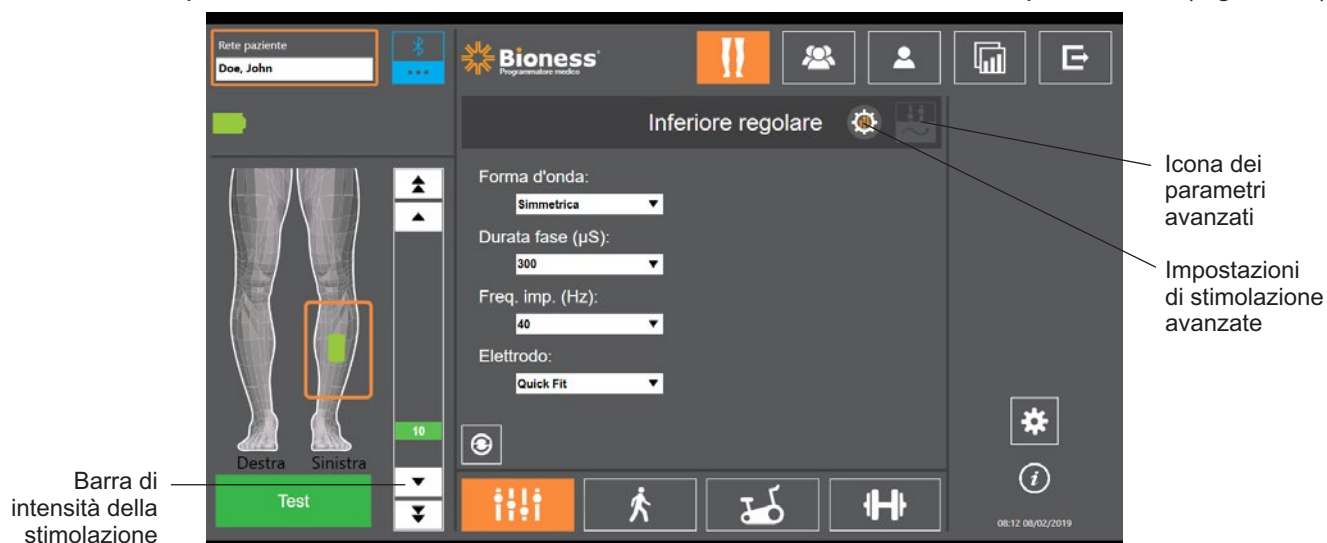 Rete paziente
Doe, John
Bioness
Programmatore medico
Inferiore regolare
Forma d'onda:
Simmetrica
Durata fase (µS):
300
Freq. imp. (Hz):
40
Elettrodo:
Quick Fit
10
Destra Sinistra
Test
08:12 08/02/2019
Icona dei
parametri
avanzati
Impostazioni
di stimolazione
avanzate
Barra di
intensità della
stimolazione